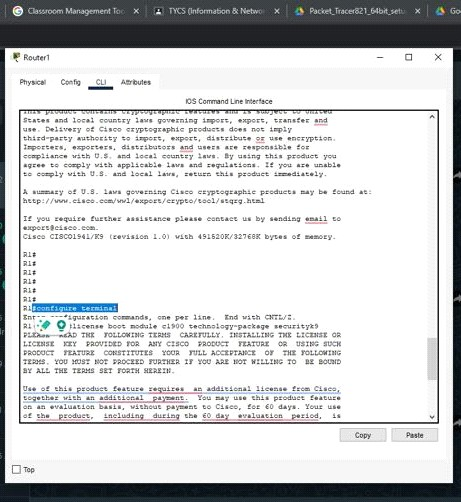 Classroom Management Too
TYCS (Information & Netwo
Packet_Tracer821_64bit_setu
Goo
Router1
Physical
Config
CLI
Attributes
IOS Command Line Interface
This product contains cryptographic features and is subject to United
States and local country laws governing import, export, transfer and
use. Delivery of Cisco cryptographic products does not imply
third-party authority to import, export, distribute or use encryption.
Importers, exporters, distributors and users are responsible for
compliance with U.S. and local country laws. By using this product you
agree to comply with applicable laws and regulations. If you are unable
to comply with U.S. and local laws, return this product immediately.
A summary of U.S. laws governing Cisco cryptographic products may be found at:
http://www.cisco.com/wwl/export/crypto/tool/stqrg.html
If you require further assistance please contact us by sending email to
export@cisco.com.
Cisco CISCO1941/K9 (revision 1.0) with 491520K/32768K bytes of memory.
R1#
R1#
R1#
R1#
R1#
R1#configure terminal
configuration commands, one per line. End with CNTL/Z.
license boot module c1900 technology-package securityk9
PLEASE READ THE FOLLOWING TERMS CAREFULLY. INSTALLING THE LICENSE OR
LICENSE KEY PROVIDED FOR ANY CISCO PRODUCT FEATURE OR USING SUCH
PRODUCT FEATURE CONSTITUTES YOUR FULL ACCEPTANCE OF THE FOLLOWING
TERMS. YOU MUST NOT PROCEED FURTHER IF YOU ARE NOT WILLING TO BE BOUND
BY ALL THE TERMS SET FORTH HEREIN.
Use of this product feature requires an additional license from Cisco,
together with an additional payment. You may use this product feature
on an evaluation basis, without payment to Cisco, for 60 days. Your use
of the product, including during the 60 day evaluation period, is
Copy
Paste
Top